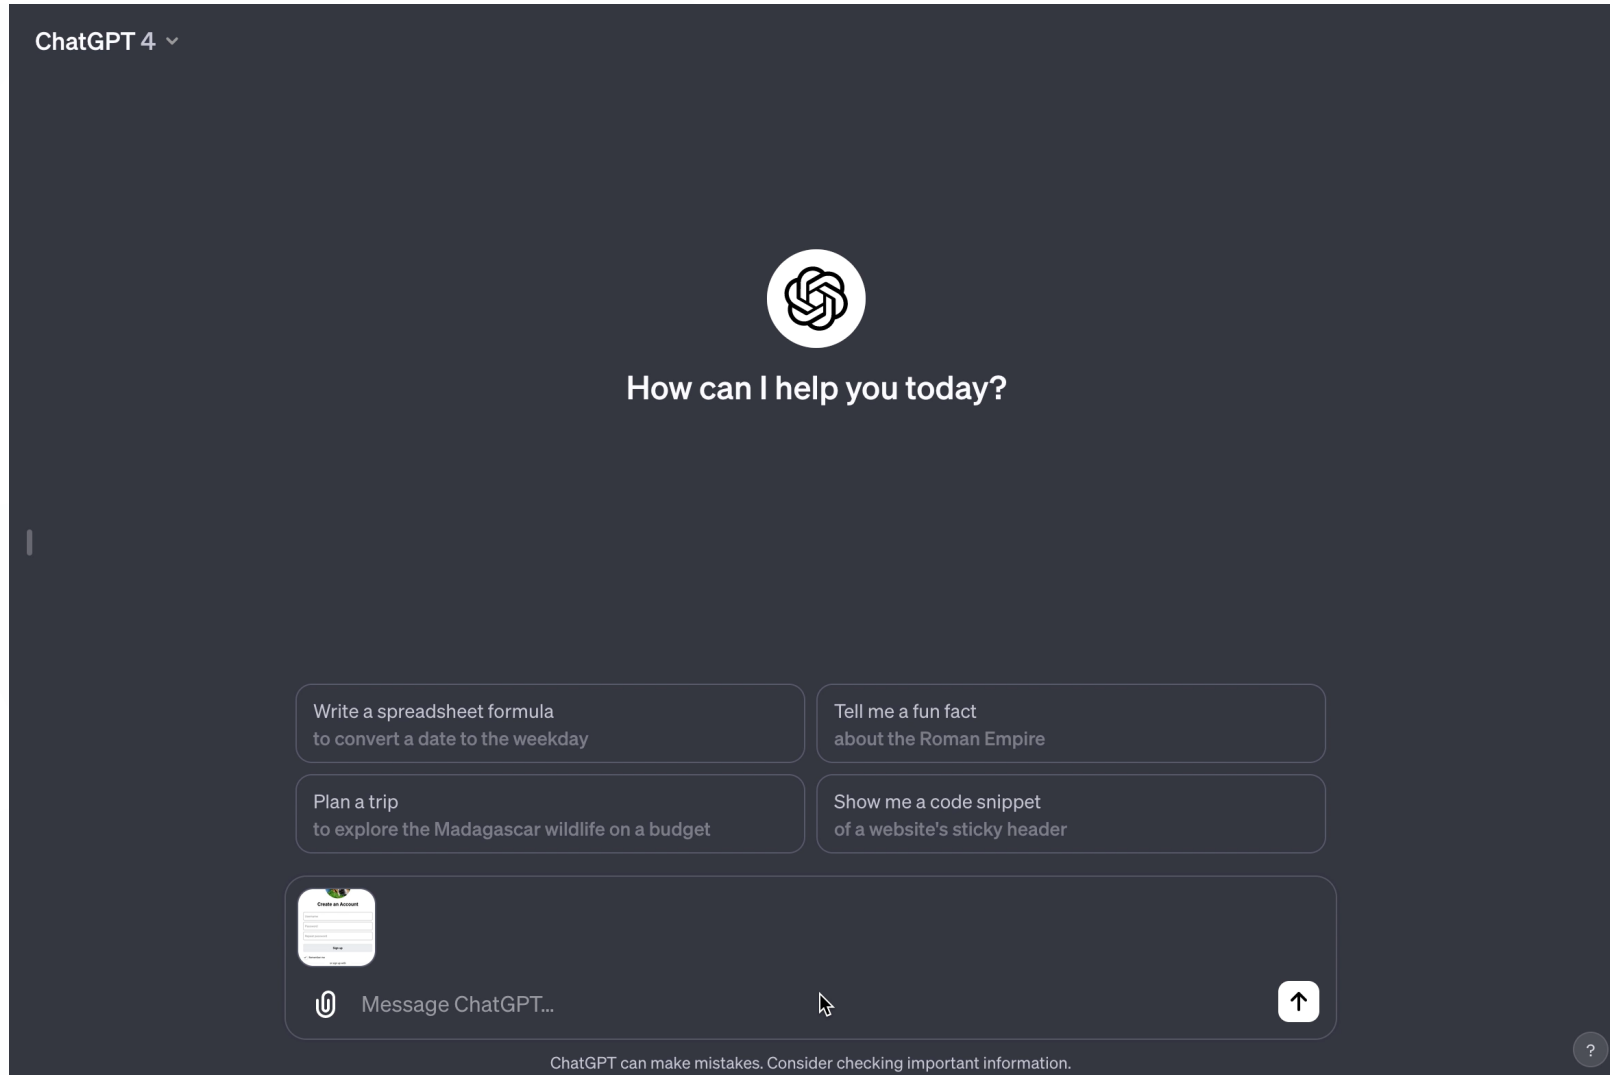 ChatGPT 4
How can I help you today?
Write a spreadsheet formula
to convert a date to the weekday
Tell me a fun fact
about the Roman Empire
Plan a trip
to explore the Madagascar wildlife on a budget
Show me a code snippet
of a website's sticky header
Create an Account
Sign up
Message ChatGPT...
ChatGPT can make mistakes. Consider checking important information.
?